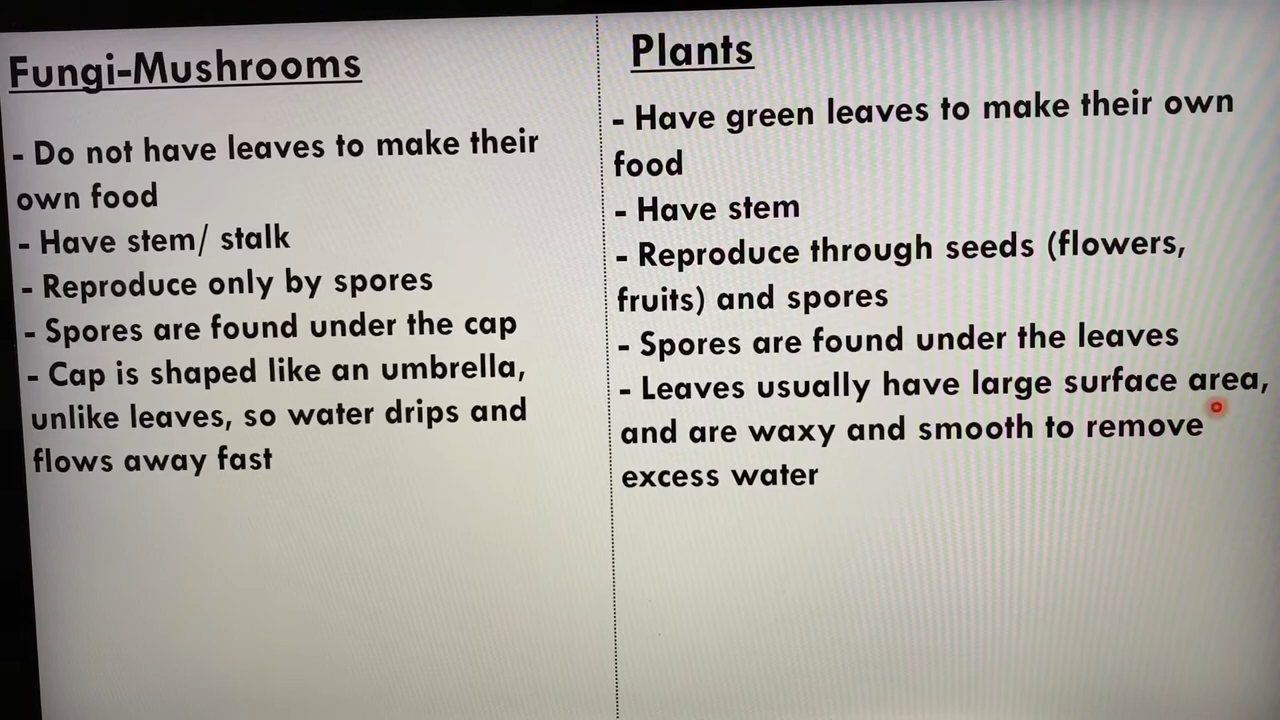 Fungi-Mushrooms
- Do not have leaves to make their
own food
- Have stem/ stalk
- Reproduce only by spores
- Spores are found under the cap
- Cap is shaped like an umbrella,
unlike leaves, so water drips and
flows away fast
Plants
- Have green leaves to make their own
food
- Have stem
- Reproduce through seeds (flowers,
fruits) and spores
- Spores are found under the leaves
- Leaves usually have large surface area,
and are waxy and smooth to remove
excess water